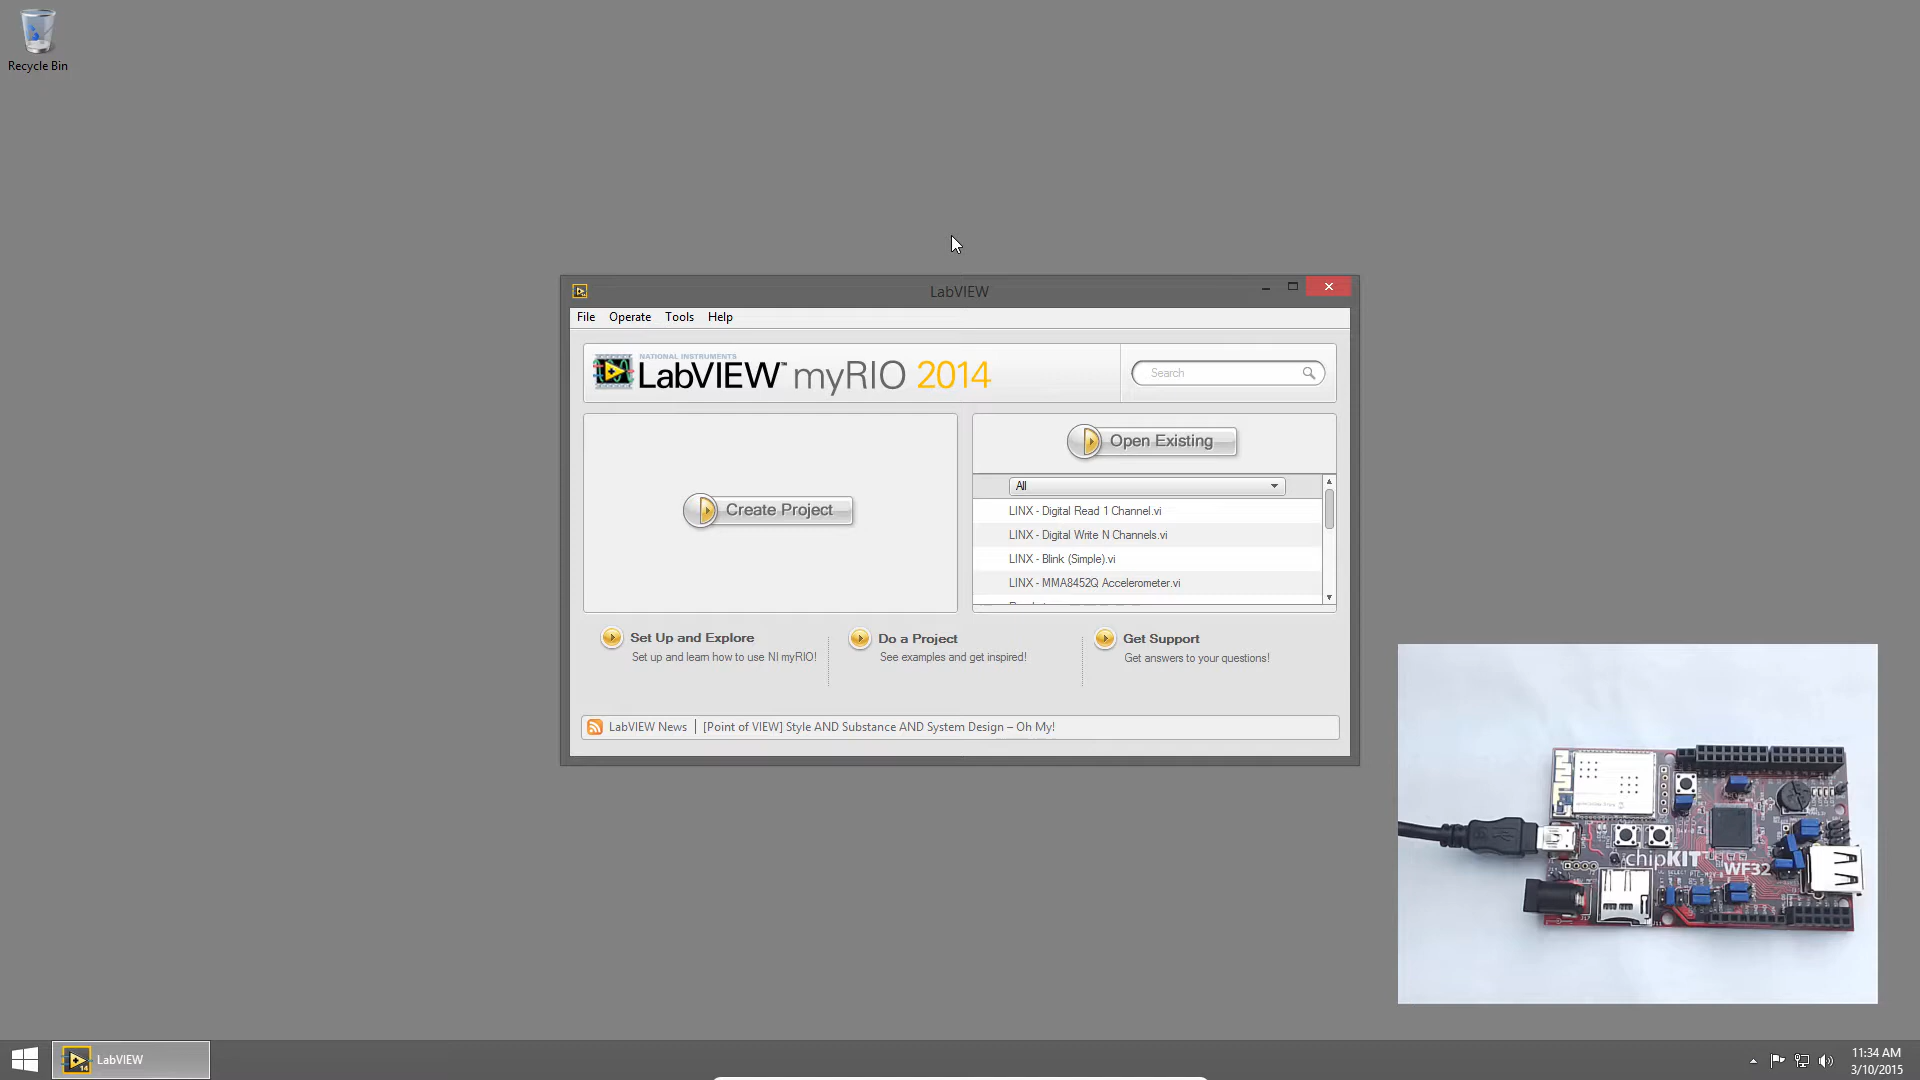 Recycle Bin
LabVIEW
File Operate Tools Help
NATIONAL INSTRUMENTS
LabVIEW™ myRIO 2014
Search
Create Project
Open Existing
All
LINX - Digital Read 1 Channel.vi
LINX - Digital Write N Channels.vi
LINX - Blink (Simple).vi
LINX - MMA8452Q Accelerometer.vi
Set Up and Explore
Set up and learn how to use NI myRIO!
Do a Project
See examples and get inspired!
Get Support
Get answers to your questions!
LabVIEW News | [Point of VIEW] Style AND Substance AND System Design – Oh My!
chipKIT™
WF32
LabVIEW
11:34 AM
3/10/2015